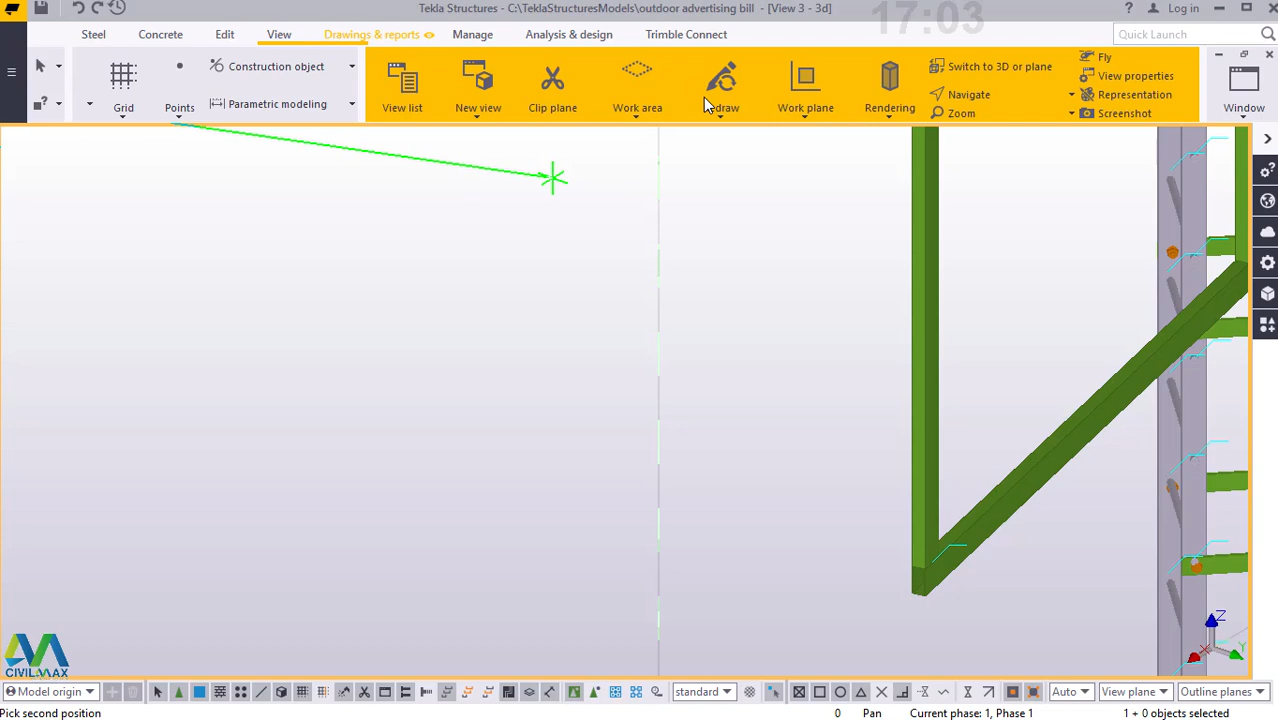 Tekla Structures - C:\TeklaStructuresModels\outdoor advertising bill - [View 3 - 3d]
17:03
? Log in
Steel Concrete Edit View Drawings & reports Manage Analysis & design Trimble Connect Quick Launch
Grid
Points
Construction object
Parametric modeling
View list
New view
Clip plane
Work area
Redraw
Work plane
Rendering
Switch to 3D or plane
Navigate
Zoom
Fly
View properties
Representation
Screenshot
Window
Z
Y
CIVILMAX
Model origin standard Auto View plane Outline planes
Pick second position 0 Pan Current phase: 1, Phase 1 1 + 0 objects selected